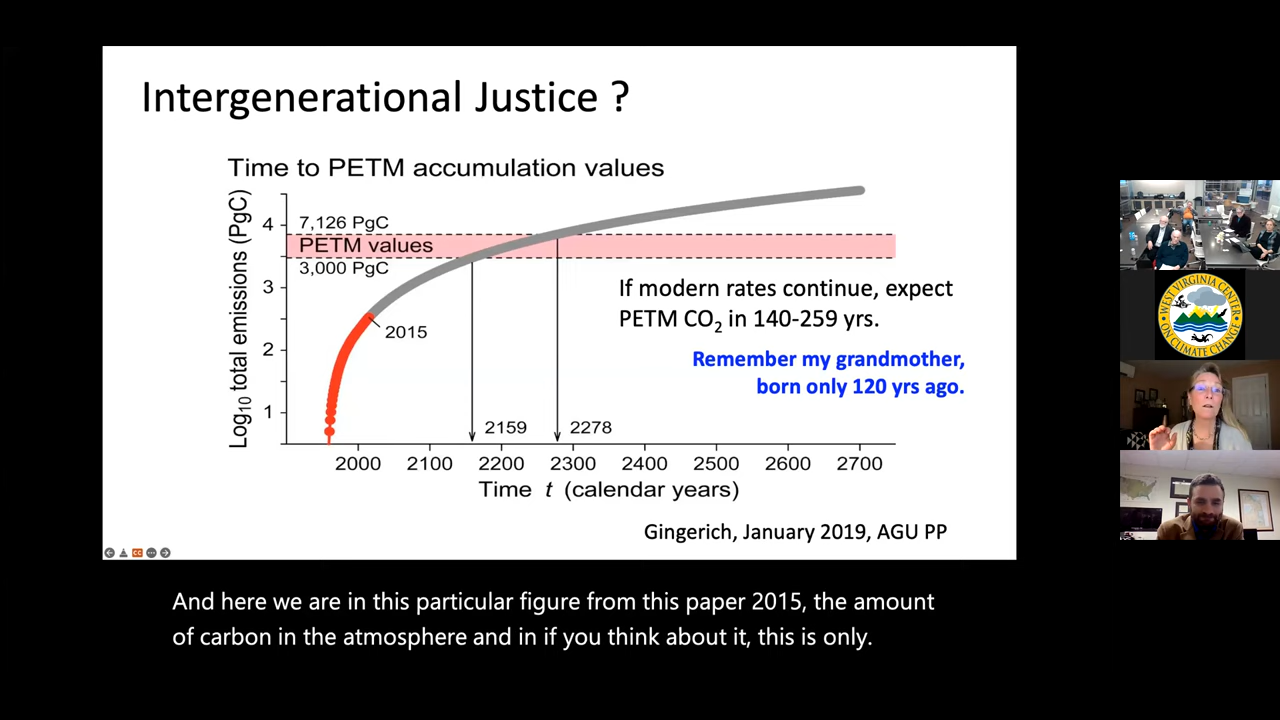 Intergenerational Justice ?
Time to PETM accumulation values
Log10 total emissions (PgC)
4
3
2
1
7,126 PgC
PETM values
3,000 PgC
2015
If modern rates continue, expect
PETM CO2 in 140-259 yrs.
Remember my grandmother,
born only 120 yrs ago.
2159
2278
2000
2100
2200
2300
2400
2500
2600
2700
Time t (calendar years)
Gingerich, January 2019, AGU PP
CC
WEST VIRGINIA CENTER
ON CLIMATE CHANGE
And here we are in this particular figure from this paper 2015, the amount
of carbon in the atmosphere and in if you think about it, this is only.